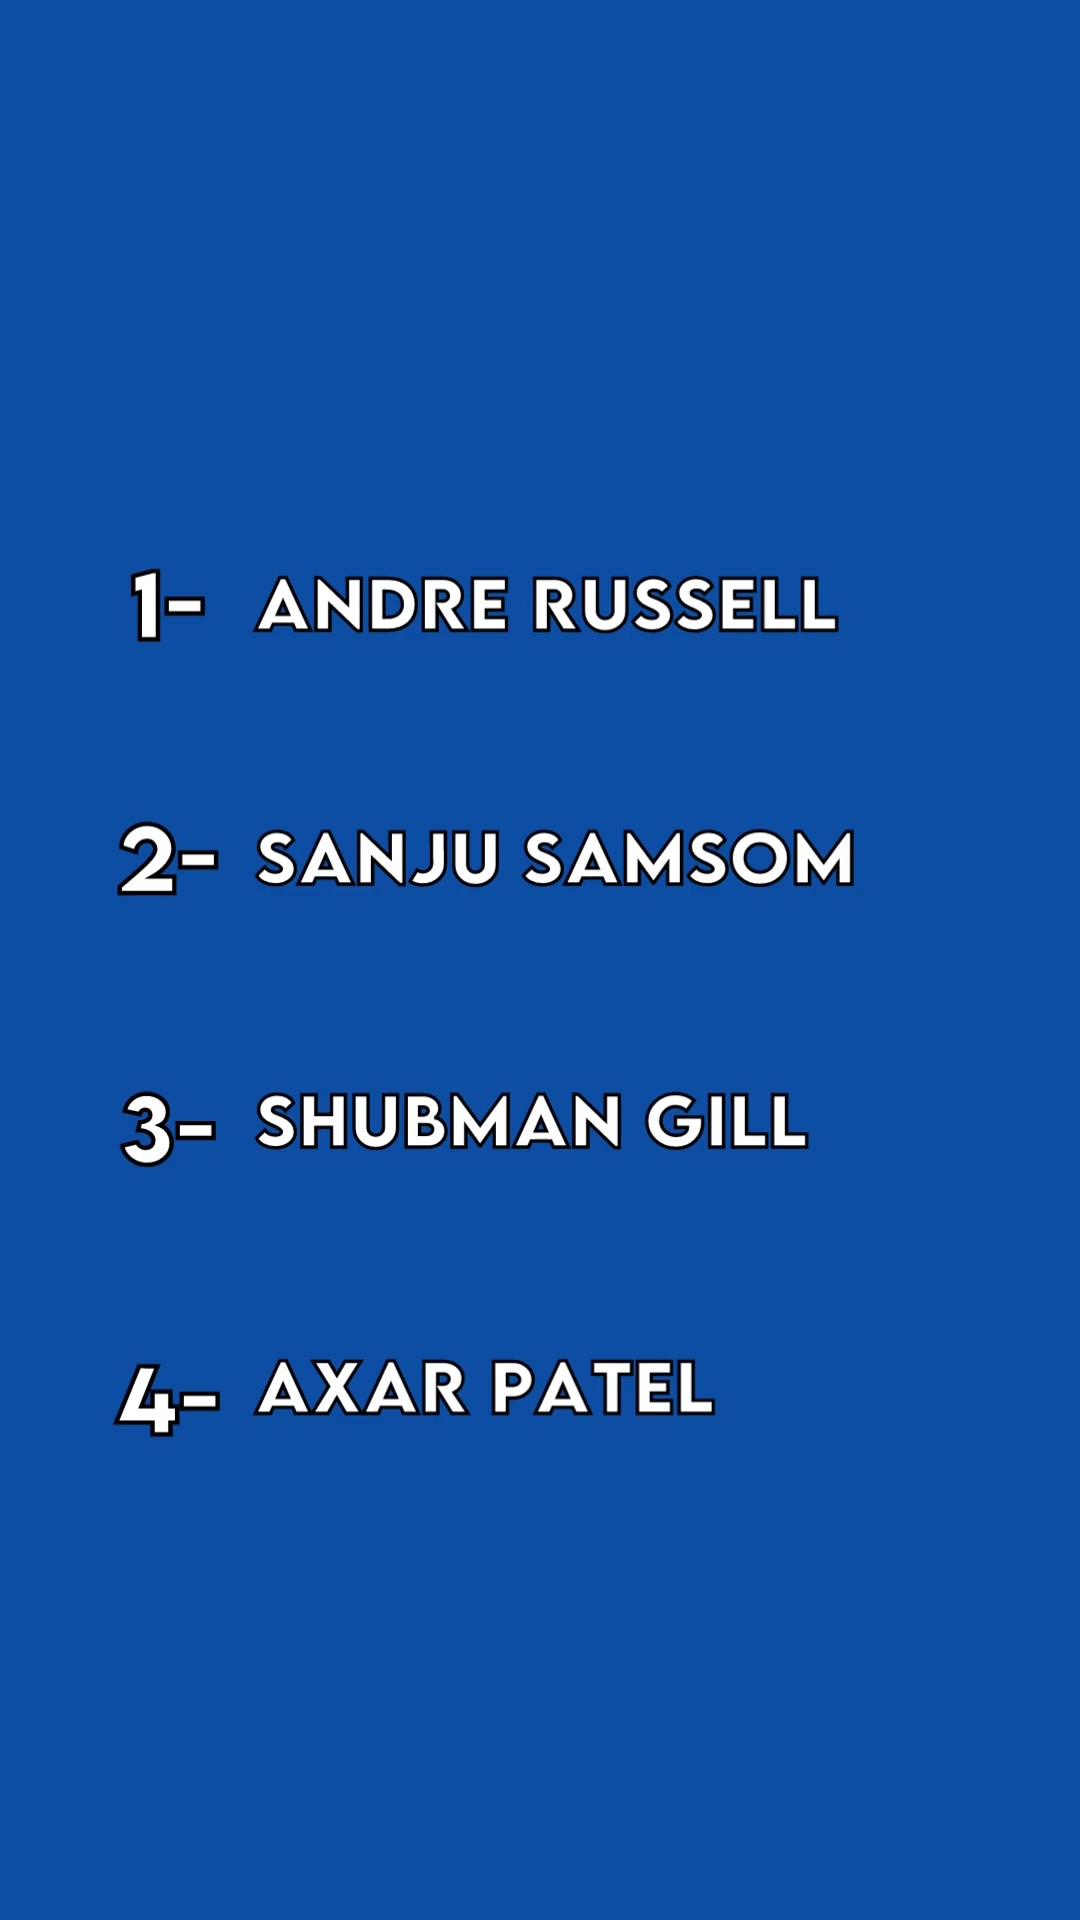 1- ANDRE RUSSELL
2- SANJU SAMSOM
3- SHUBMAN GILL
4- AXAR PATEL